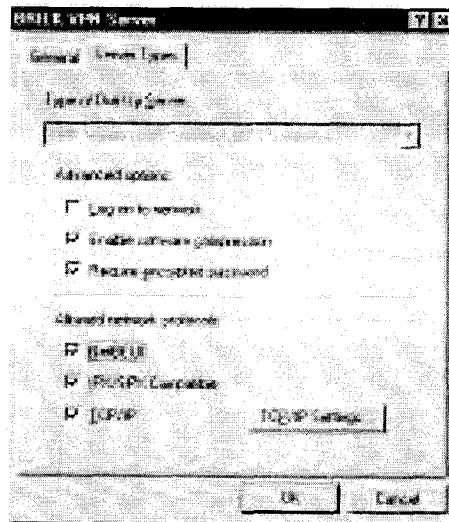 VPN Server
General Server Types
Type of Dial-Up Server:
Advanced options:
Log on to network
Enable software compression
Require encrypted password
Allowed network protocols:
NetBEUI
IPX/SPX Compatible
TCP/IP TCP/IP Settings...
OK Cancel